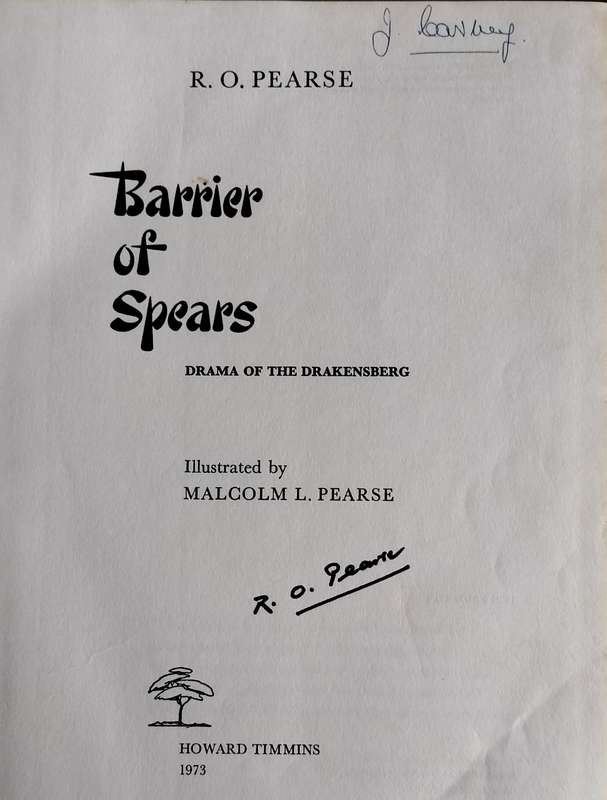 J.
R. O. PEARSE
Barrier
of
Spears
DRAMA OF THE DRAKENSBERG
Illustrated by
MALCOLM L. PEARSE
R. O. Pearse
HOWARD TIMMINS
1973